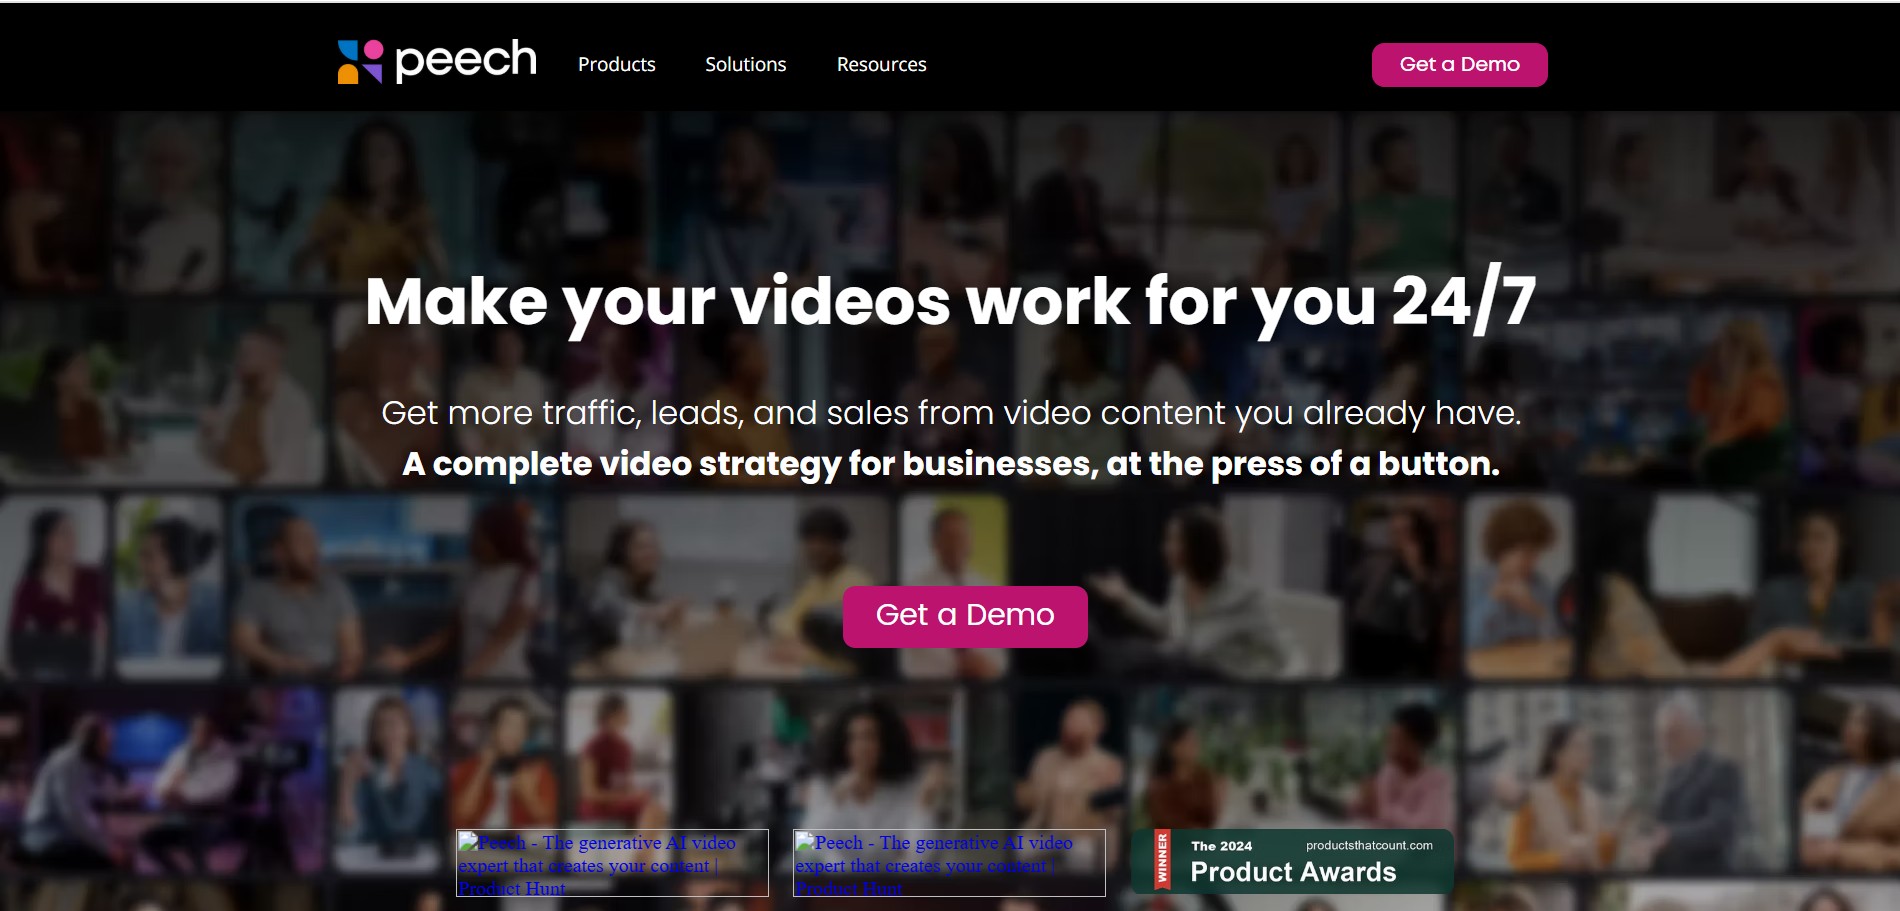 peech
Products
Solutions
Resources
Get a Demo
Make your videos work for you 24/7
Get more traffic, leads, and sales from video content you already have.
A complete video strategy for businesses, at the press of a button.
Get a Demo
Peech - The generative AI video
expert that creates your content |
Product Hunt
Peech - The generative AI video
expert that creates your content |
Product Hunt
WINNER
The 2024
productsthatcount.com
Product Awards